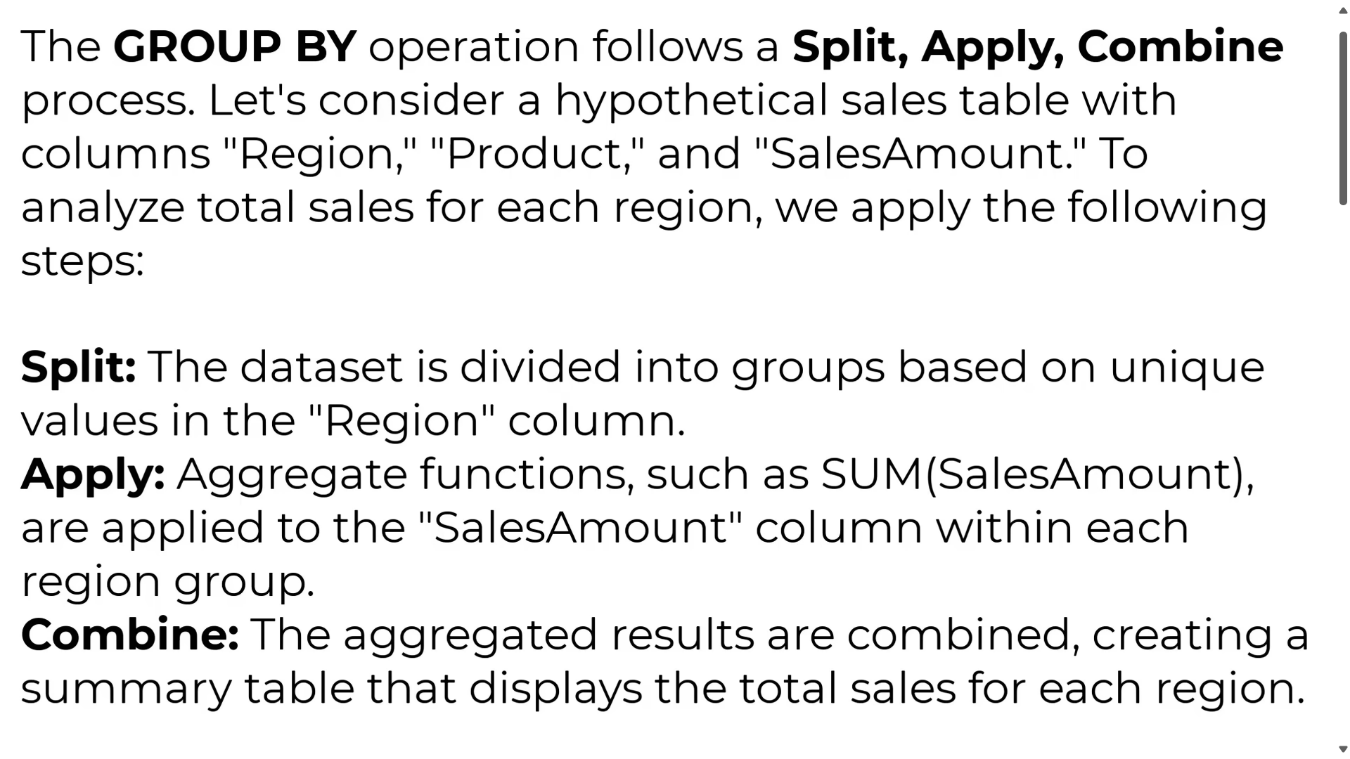 The GROUP BY operation follows a Split, Apply, Combine
process. Let's consider a hypothetical sales table with
columns "Region," "Product," and "SalesAmount." To
analyze total sales for each region, we apply the following
steps:
Split: The dataset is divided into groups based on unique
values in the "Region" column.
Apply: Aggregate functions, such as SUM(SalesAmount),
are applied to the "SalesAmount" column within each
region group.
Combine: The aggregated results are combined, creating a
summary table that displays the total sales for each region.